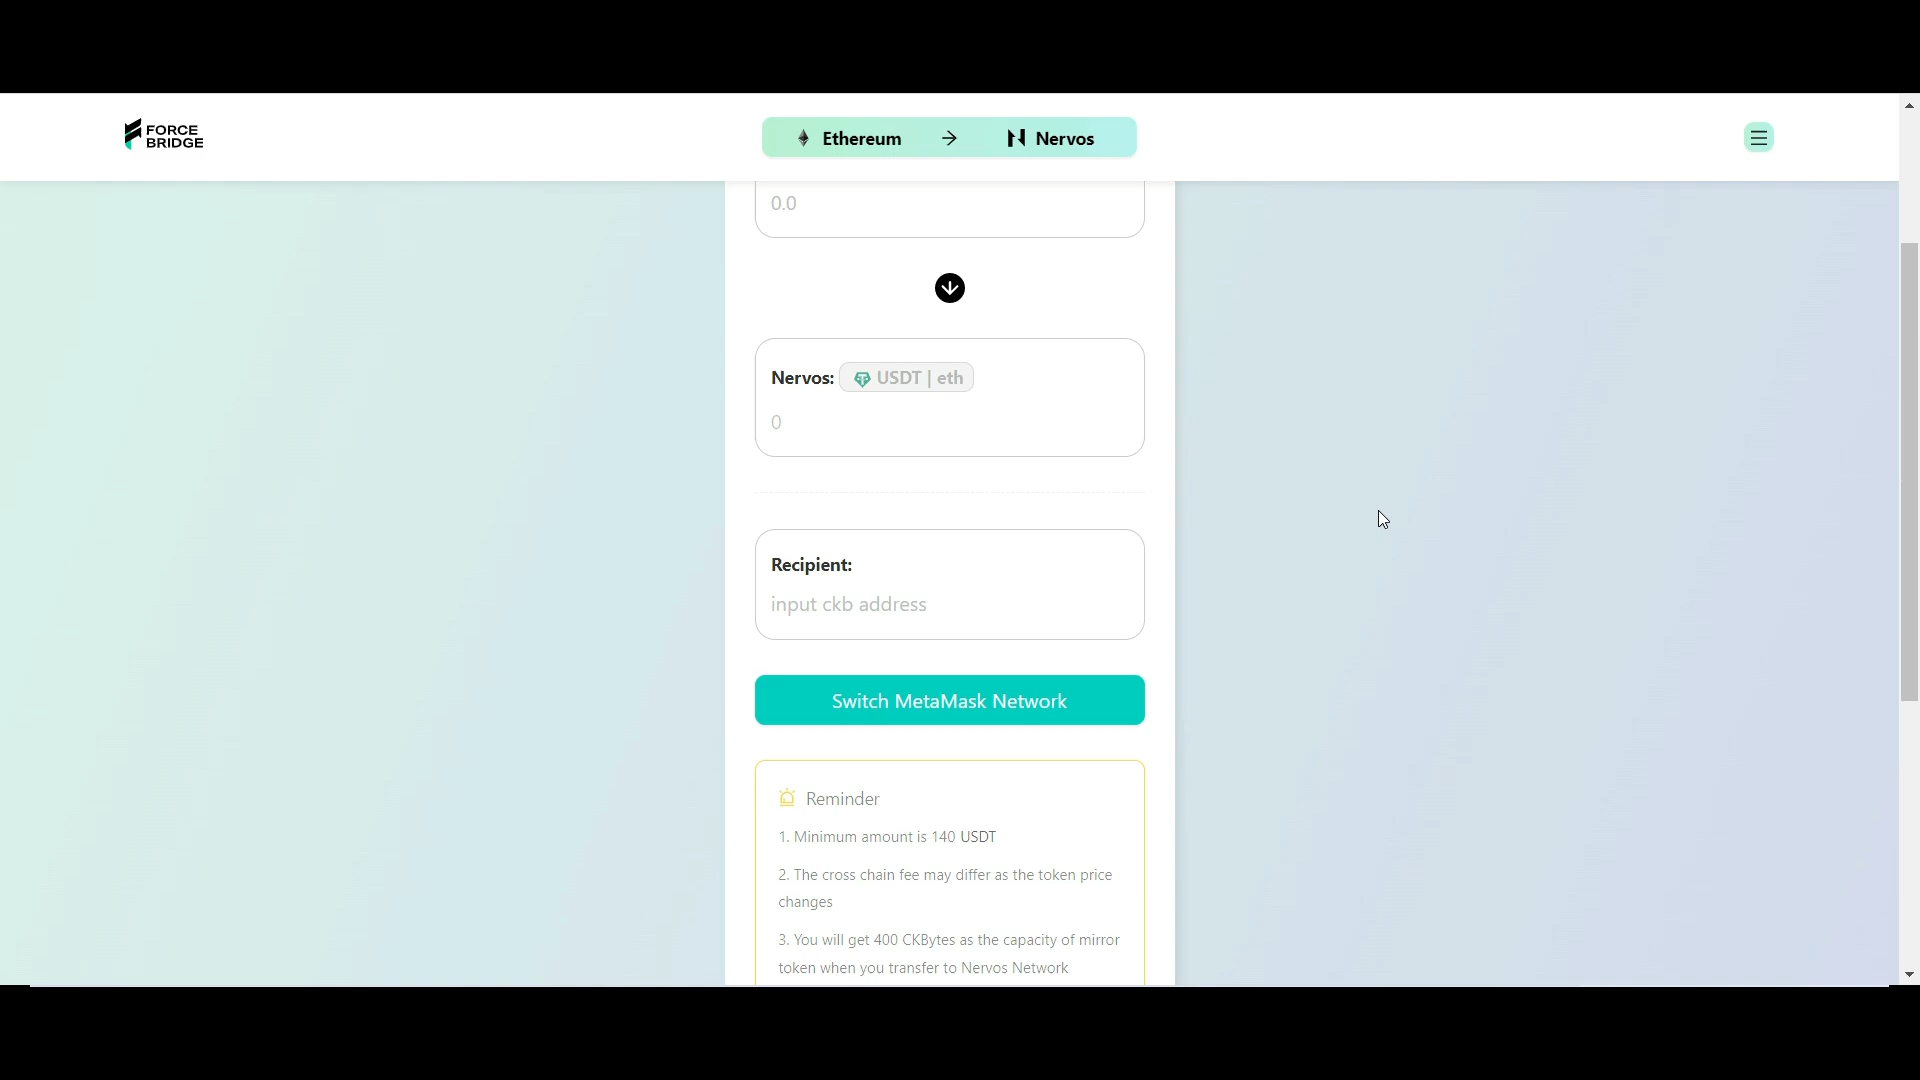 FORCE
BRIDGE
Ethereum → Nervos
0.0
Nervos: USDT | eth
0
Recipient:
input ckb address
Switch MetaMask Network
Reminder
1. Minimum amount is 140 USDT
2. The cross chain fee may differ as the token price
changes
3. You will get 400 CKBytes as the capacity of mirror
token when you transfer to Nervos Network